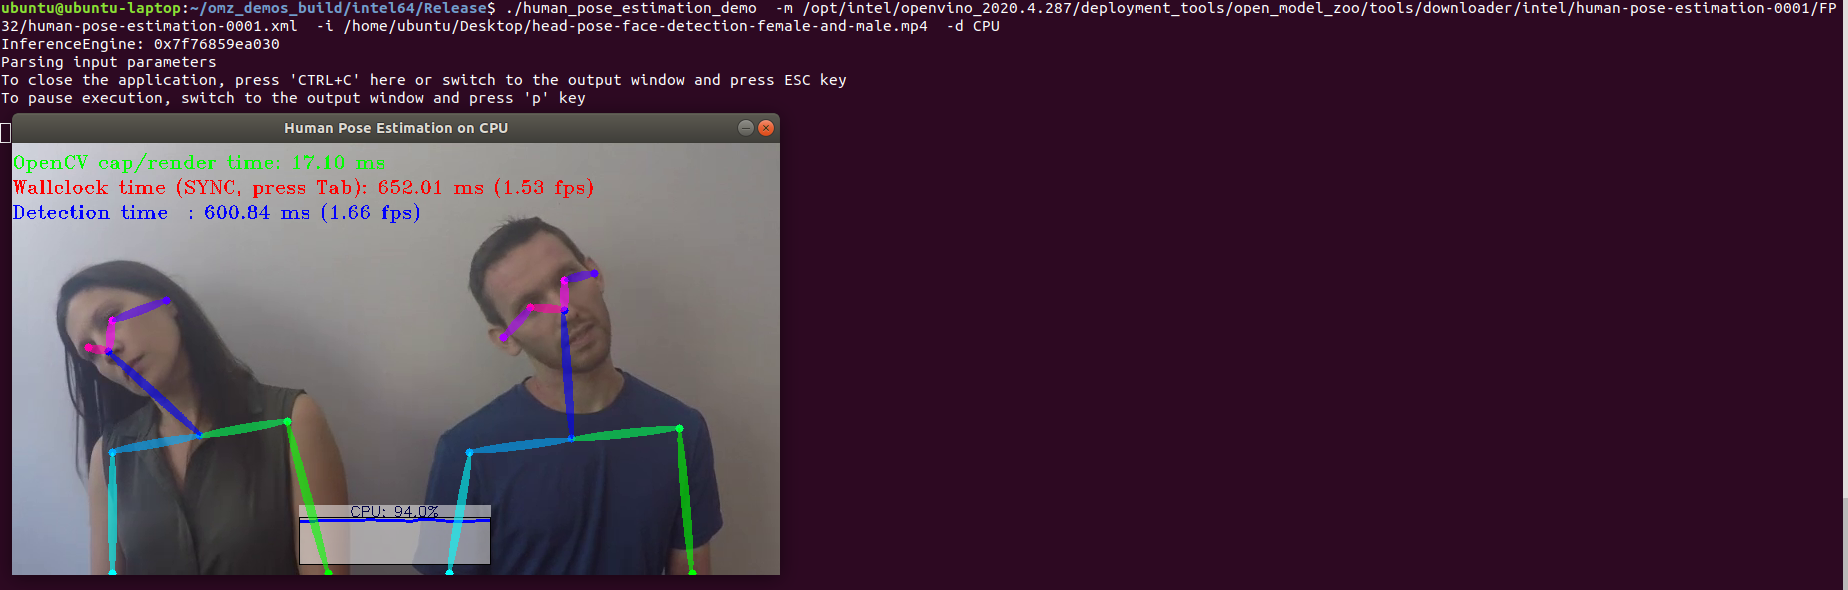 ubuntu@ubuntu-laptop:~/omz_demos_build/intel64/Release$ ./human_pose_estimation_demo  -m /opt/intel/openvino_2020.4.287/deployment_tools/open_model_zoo/tools/downloader/intel/human-pose-estimation-0001/FP
32/human-pose-estimation-0001.xml  -i /home/ubuntu/Desktop/head-pose-face-detection-female-and-male.mp4  -d CPU
InferenceEngine: 0x7f76859ea030
Parsing input parameters
To close the application, press 'CTRL+C' here or switch to the output window and press ESC key
To pause execution, switch to the output window and press 'p' key
Human Pose Estimation on CPU
OpenCV cap/render time: 17.10 ms
Wallclock time (SYNC, press Tab): 652.01 ms (1.53 fps)
Detection time  : 600.84 ms (1.66 fps)
CPU: 94.0%